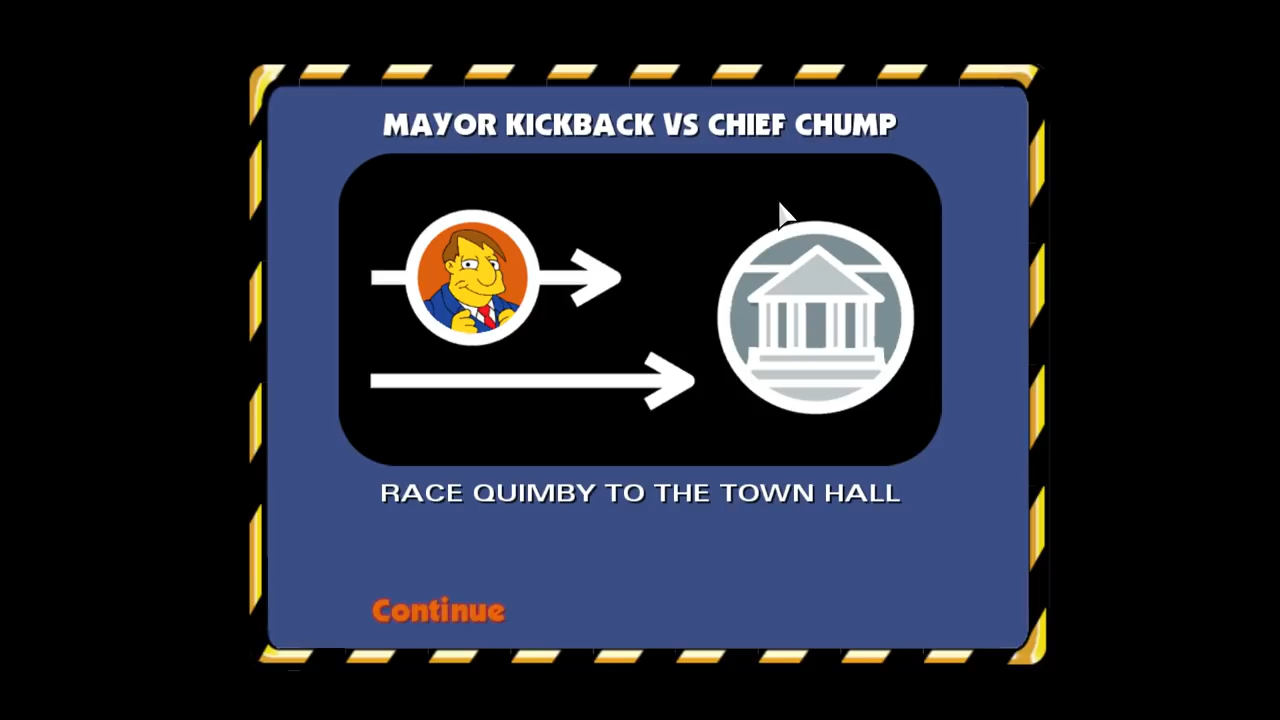 MAYOR KICKBACK VS CHIEF CHUMP
RACE QUIMBY TO THE TOWN HALL
Continue